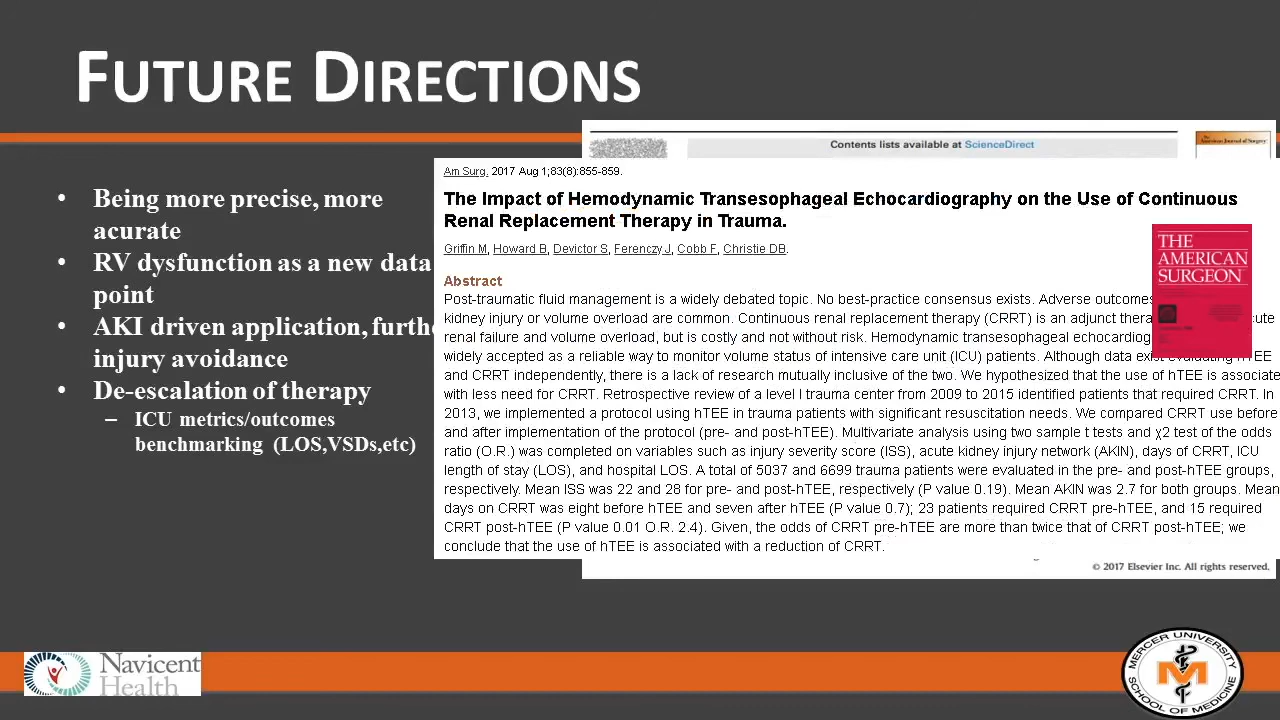 FUTURE DIRECTIONS
• Being more precise, more
acurate
• RV dysfunction as a new data
point
• AKI driven application, furthe
injury avoidance
• De-escalation of therapy
– ICU metrics/outcomes
benchmarking (LOS,VSDs,etc)
Contents lists available at ScienceDirect
The American Journal of Surgery
Am Surg. 2017 Aug 1;83(8):855-859.
The Impact of Hemodynamic Transesophageal Echocardiography on the Use of Continuous
Renal Replacement Therapy in Trauma.
Griffin M, Howard B, Devictor S, Ferenczy J, Cobb F, Christie DB.
Abstract
Post-traumatic fluid management is a widely debated topic. No best-practice consensus exists. Adverse outcomes
kidney injury or volume overload are common. Continuous renal replacement therapy (CRRT) is an adjunct thera cute
renal failure and volume overload, but is costly and not without risk. Hemodynamic transesophageal echocardiog
widely accepted as a reliable way to monitor volume status of intensive care unit (ICU) patients. Although data exist evaluating hTEE
and CRRT independently, there is a lack of research mutually inclusive of the two. We hypothesized that the use of hTEE is associate
with less need for CRRT. Retrospective review of a level I trauma center from 2009 to 2015 identified patients that required CRRT. In
2013, we implemented a protocol using hTEE in trauma patients with significant resuscitation needs. We compared CRRT use before
and after implementation of the protocol (pre- and post-hTEE). Multivariate analysis using two sample t tests and χ2 test of the odds
ratio (O.R.) was completed on variables such as injury severity score (ISS), acute kidney injury network (AKIN), days of CRRT, ICU
length of stay (LOS), and hospital LOS. A total of 5037 and 6699 trauma patients were evaluated in the pre- and post-hTEE groups,
respectively. Mean ISS was 22 and 28 for pre- and post-hTEE, respectively (P value 0.19). Mean AKIN was 2.7 for both groups. Mean
days on CRRT was eight before hTEE and seven after hTEE (P value 0.7); 23 patients required CRRT pre-hTEE, and 15 required
CRRT post-hTEE (P value 0.01 O.R. 2.4). Given, the odds of CRRT pre-hTEE are more than twice that of CRRT post-hTEE; we
conclude that the use of hTEE is associated with a reduction of CRRT.
THE
AMERICAN
SURGEON
© 2017 Elsevier Inc. All rights reserved.
Navicent
Health
MERCER UNIVERSITY
M
SCHOOL OF MEDICINE